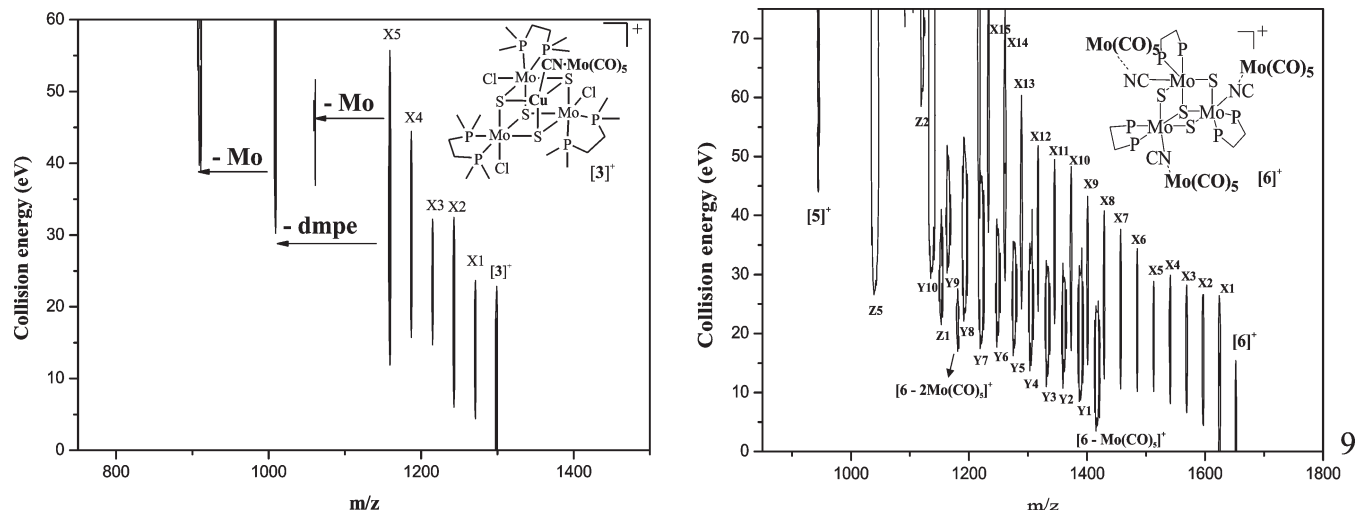 60
50
40
30
20
10
0
Collision energy (eV)
800
1000
1200
1400
m/z
- Mo
- Mo
- dmpe
X5
X4
X3
X2
X1
[3]⁺
CN·Mo(CO)₅
P
P
Cl
Mo
S
Cl
S
Cu
S
Mo
Mo
S
P
P
P
P
Cl
[3]⁺
+
70
60
50
40
30
20
10
0
Collision energy (eV)
1000
1200
1400
1600
1800
m/z
[5]⁺
Z5
Z2
Y10
Z1
Y9
Y8
[6 - 2Mo(CO)₅]⁺
Y7
Y6
Y5
Y4
Y3
Y2
Y1
[6 - Mo(CO)₅]⁺
X15
X14
X13
X12
X11
X10
X9
X8
X7
X6
X5
X4
X3
X2
X1
[6]⁺
Mo(CO)₅
P
P
+
Mo(CO)₅
NC
Mo
S
NC
S
S
Mo
P
Mo
S
P
P
P
CN
Mo(CO)₅
[6]⁺
9